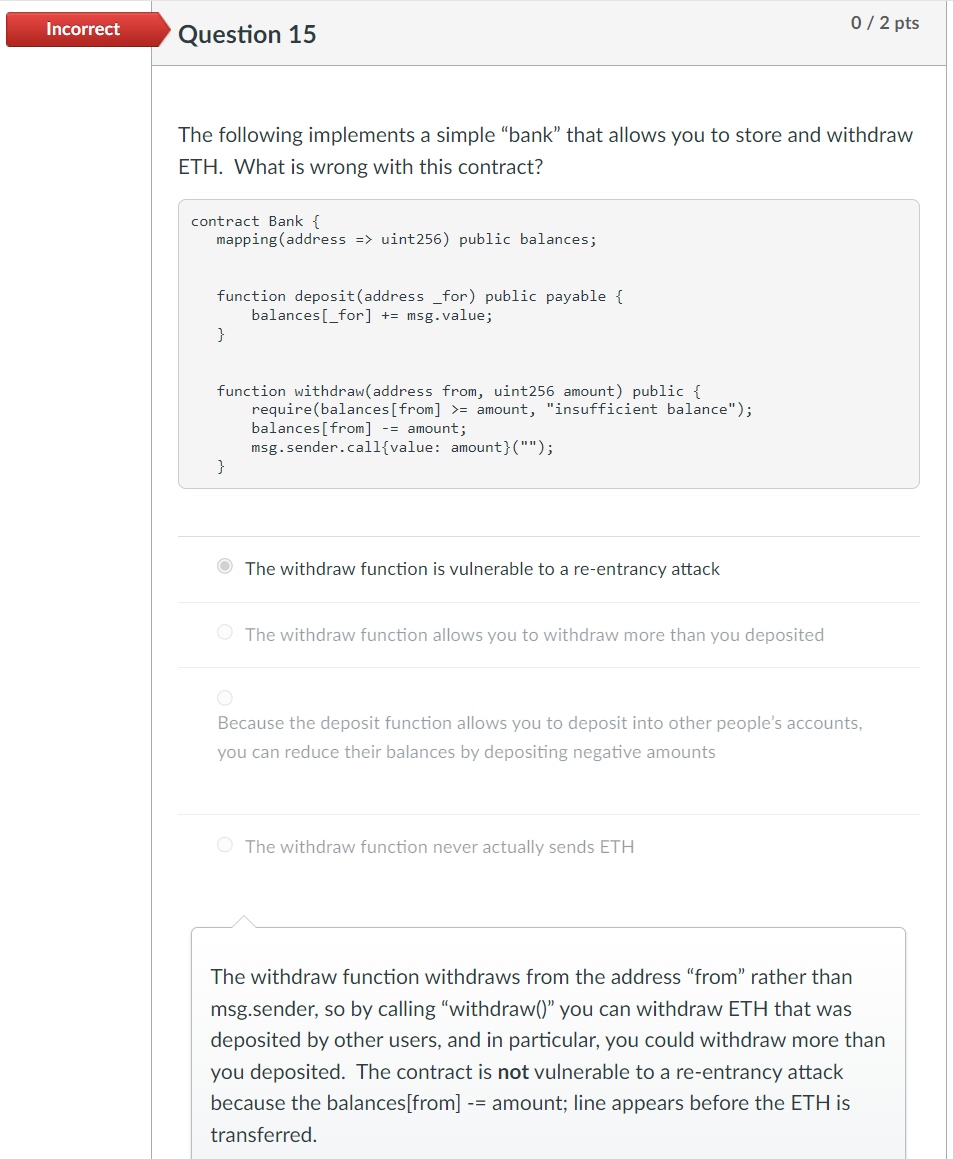 Incorrect
Question 15
0 / 2 pts
The following implements a simple “bank” that allows you to store and withdraw
ETH.  What is wrong with this contract?
contract Bank {
   mapping(address => uint256) public balances;
   function deposit(address _for) public payable {
       balances[_for] += msg.value;
   }
   function withdraw(address from, uint256 amount) public {
       require(balances[from] >= amount, "insufficient balance");
       balances[from] -= amount;
       msg.sender.call{value: amount}("");
   }
The withdraw function is vulnerable to a re-entrancy attack
The withdraw function allows you to withdraw more than you deposited
Because the deposit function allows you to deposit into other people’s accounts,
you can reduce their balances by depositing negative amounts
The withdraw function never actually sends ETH
The withdraw function withdraws from the address “from” rather than
msg.sender, so by calling “withdraw()” you can withdraw ETH that was
deposited by other users, and in particular, you could withdraw more than
you deposited.  The contract is not vulnerable to a re-entrancy attack
because the balances[from] -= amount; line appears before the ETH is
transferred.